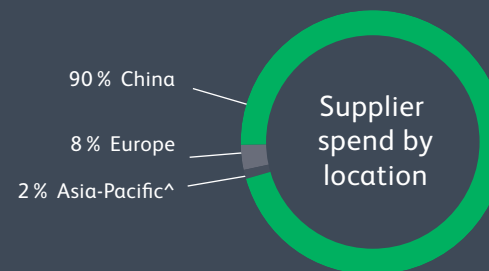 90% China
8% Europe
2% Asia-Pacific^
Supplier
spend by
location